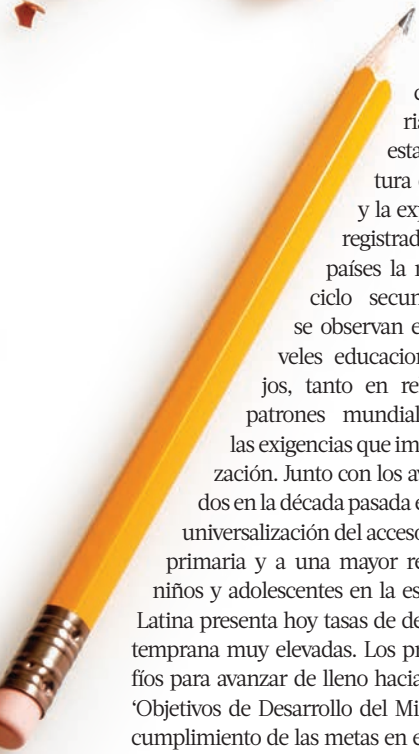 ris
esta
tura
y la exp
registrad
países la
ciclo secun
se observan e
veles educacion
jos, tanto en re
patrones mundial
las exigencias que im
zación. Junto con los av
dos en la década pasada e
universalización del acceso
primaria y a una mayor re
niños y adolescentes en la es
Latina presenta hoy tasas de de
temprana muy elevadas. Los pr
fíos para avanzar de lleno hacia
‘Objetivos de Desarrollo del Mi
cumplimiento de las metas en e